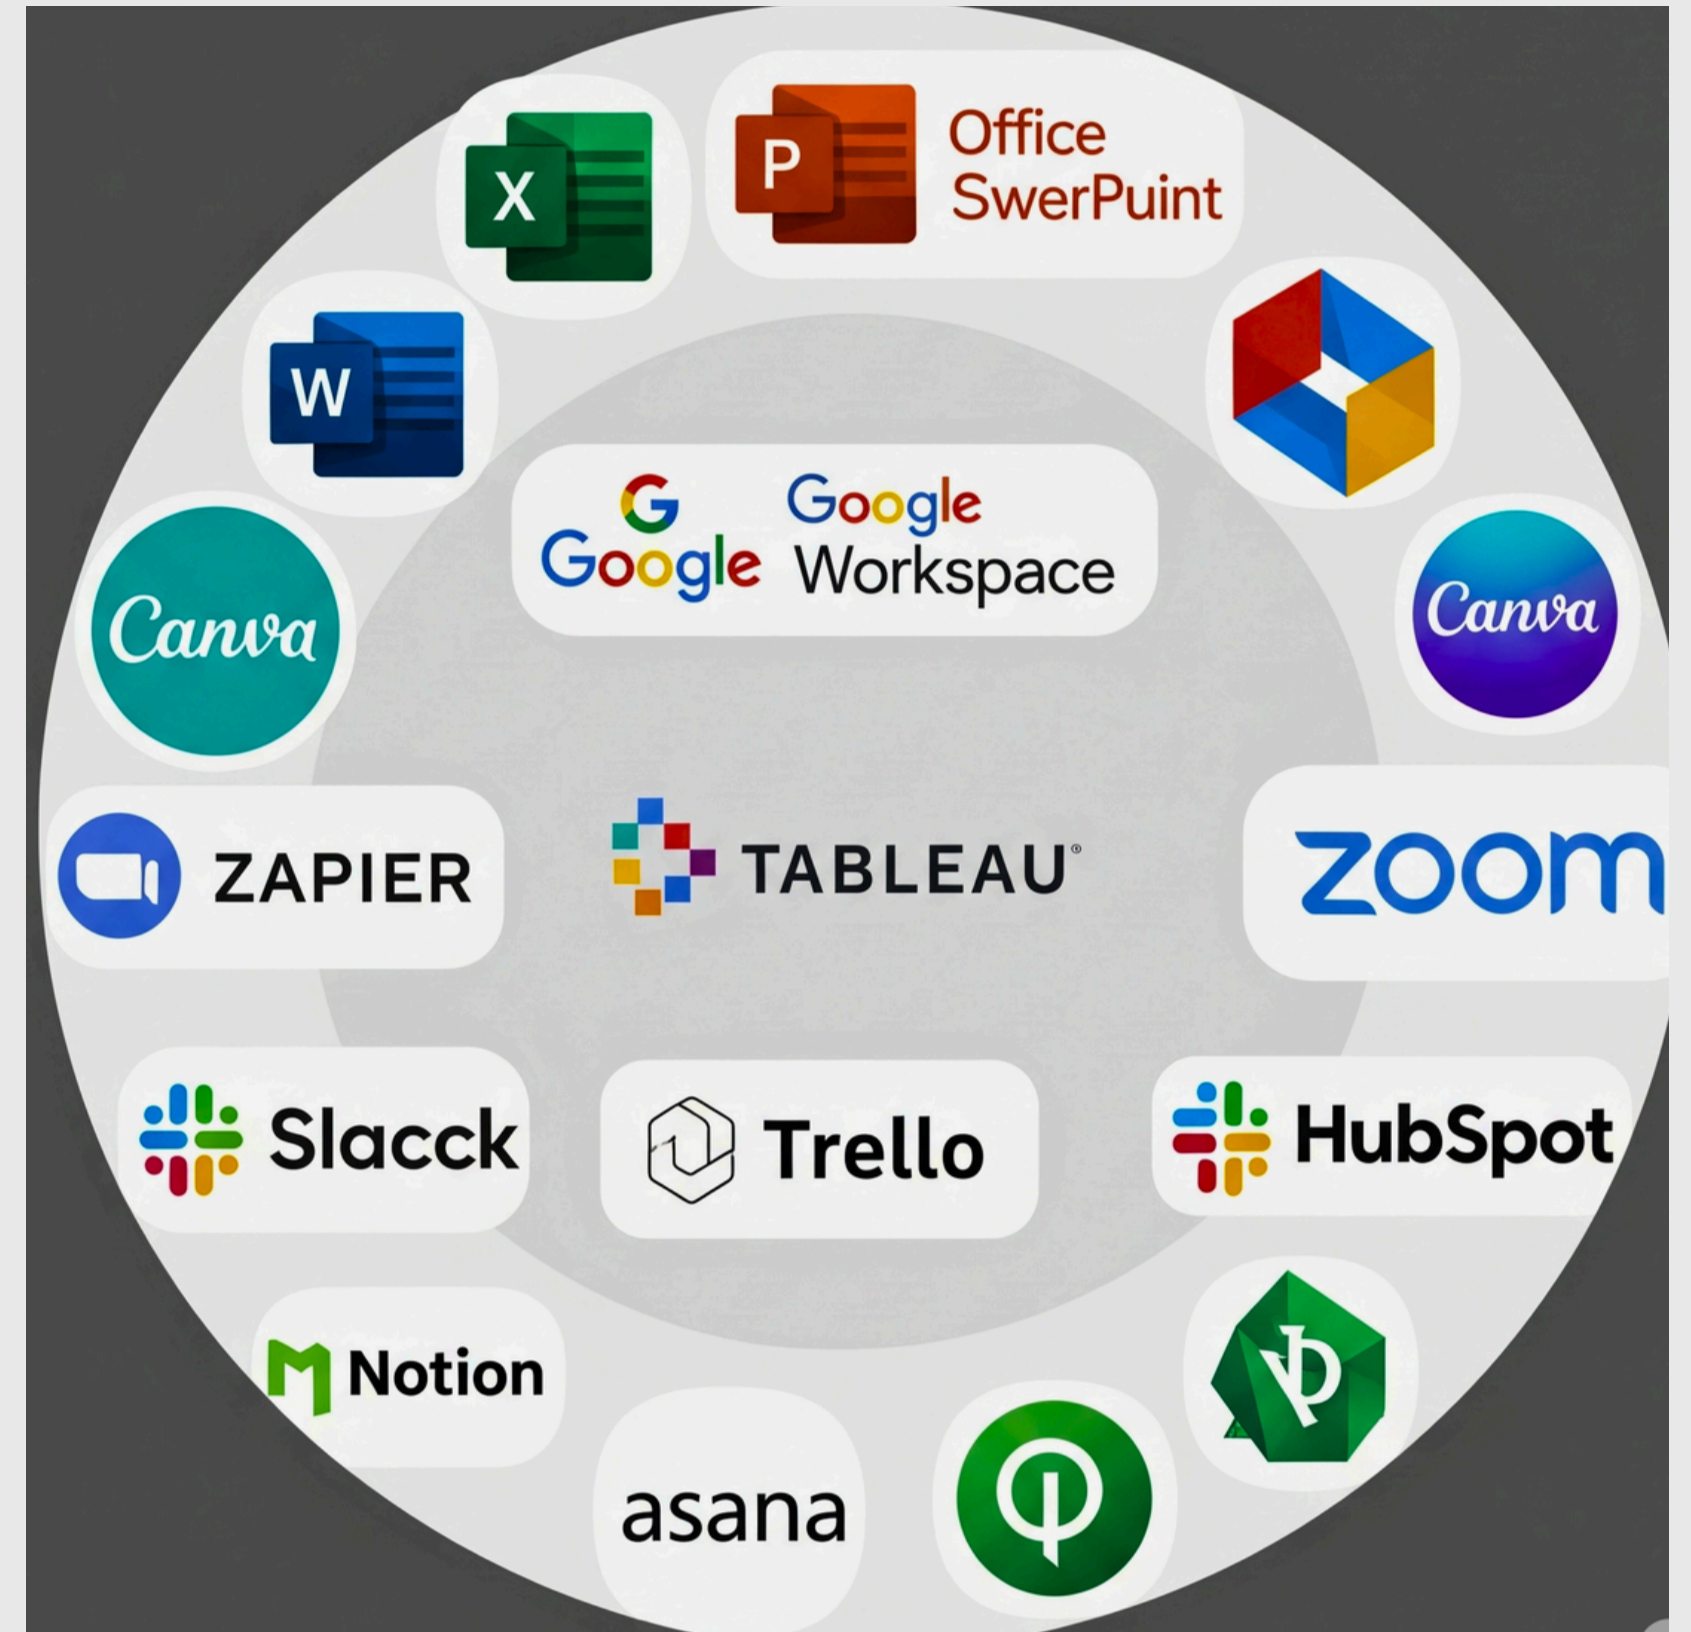 X
P
Office
SwerPuint
W
G
Google
Google
Workspace
Canva
Canva
ZAPIER
TABLEAU®
zoom
Slacck
Trello
HubSpot
Notion
asana